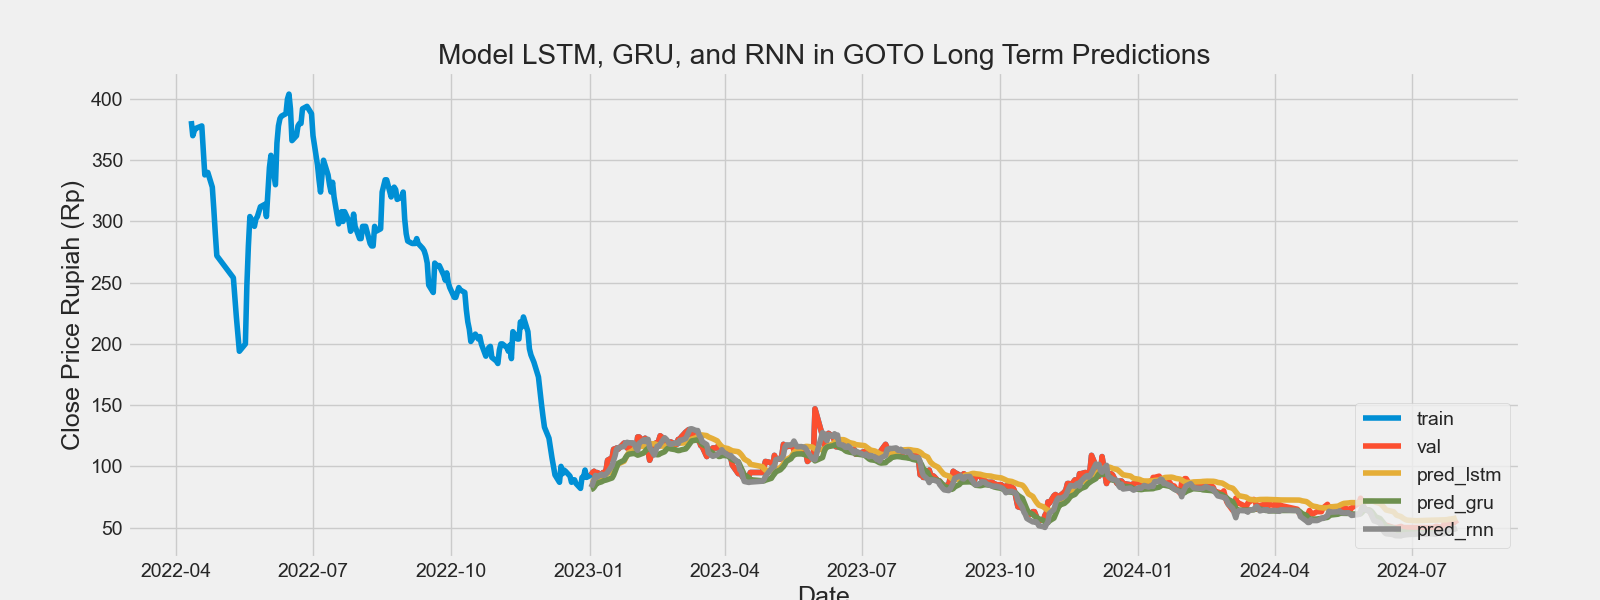 Model LSTM, GRU, and RNN in GOTO Long Term Predictions
Close Price Rupiah (Rp)
400
350
300
250
200
150
100
50
train
val
pred_lstm
pred_gru
pred_rnn
2022-04 2022-07 2022-10 2023-01 2023-04 2023-07 2023-10 2024-01 2024-04 2024-07
Date